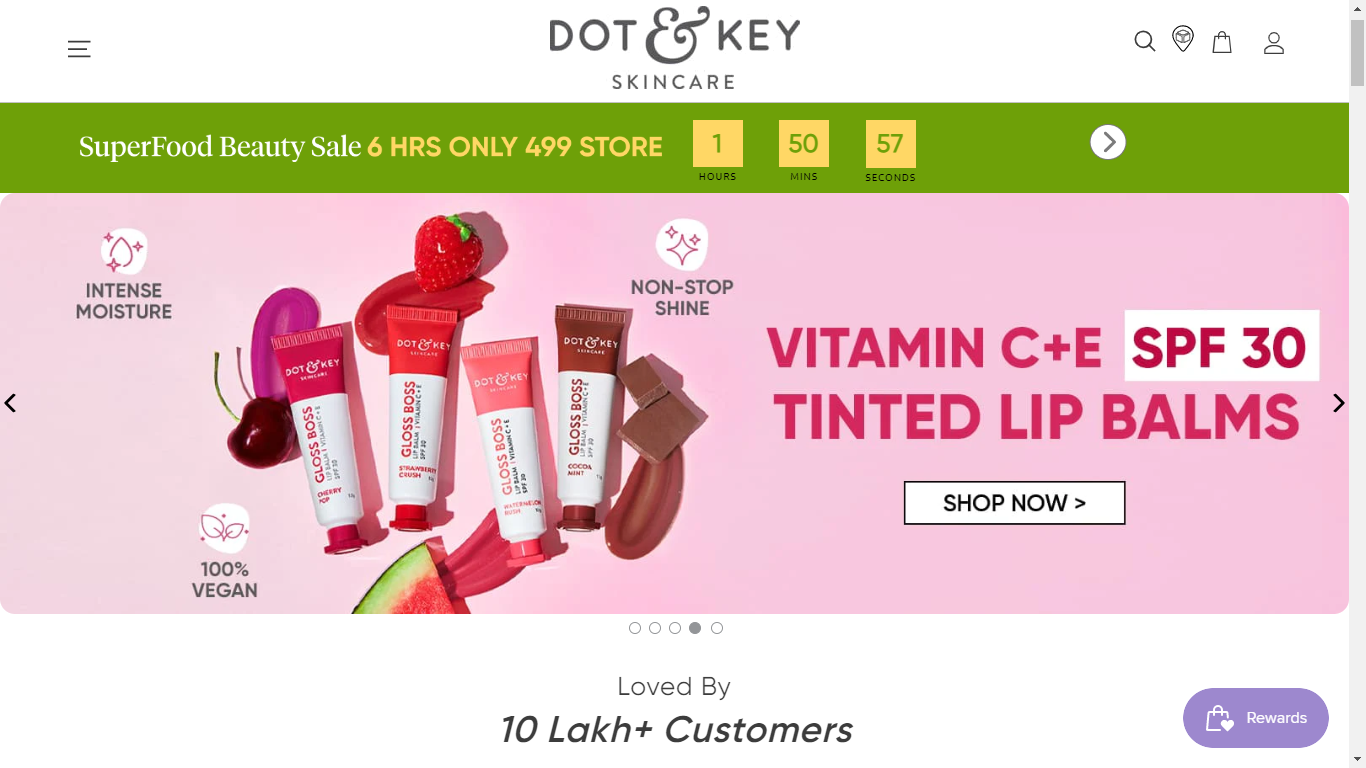 DOT & KEY
SKINCARE
SuperFood Beauty Sale 6 HRS ONLY 499 STORE
1
50
57
HOURS
MINS
SECONDS
INTENSE
MOISTURE
NON-STOP
SHINE
100%
VEGAN
DOT & KEY
SKINCARE
GLOSS BOSS
LIP BALM | VITAMIN C + E
SPF 30
CHERRY
POP
DOT & KEY
SKINCARE
GLOSS BOSS
LIP BALM | VITAMIN C + E
SPF 30
STRAWBERRY
CRUSH
DOT & KEY
SKINCARE
GLOSS BOSS
LIP BALM | VITAMIN C + E
SPF 30
WATERMELON
DOT & KEY
SKINCARE
GLOSS BOSS
LIP BALM | VITAMIN C + E
SPF 30
COCOA
MINT
VITAMIN C+E SPF 30
TINTED LIP BALMS
SHOP NOW >
Loved By
10 Lakh+ Customers
Rewards